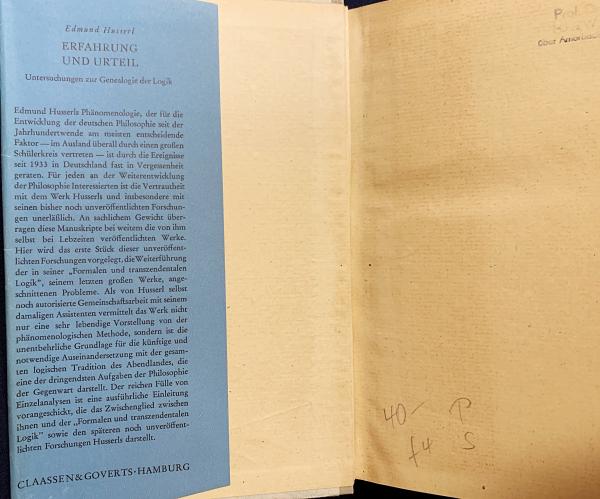 Edmund Husserl
ERFAHRUNG
UND URTEIL
Untersuchungen zur Genealogie der Logik
Edmund Husserls Phänomenologie, der für die
Entwicklung der deutschen Philosophie seit der
Jahrhundertwende am meisten entscheidende
Faktor — im Ausland überall durch einen großen
Schülerkreis vertreten — ist durch die Ereignisse
seit 1933 in Deutschland fast in Vergessenheit
geraten. Für jeden an der Weiterentwicklung
der Philosophie Interessierten ist die Vertrautheit
mit dem Werk Husserls und insbesondere mit
seinen bisher noch unveröffentlichten Forschun-
gen unerläßlich. An sachlichem Gewicht über-
ragen diese Manuskripte bei weitem die von ihm
selbst bei Lebzeiten veröffentlichten Werke.
Hier wird das erste Stück dieser unveröffent-
lichten Forschungen vorgelegt, die Weiterführung
der in seiner „Formalen und transzendentalen
Logik“, seinem letzten großen Werke, ange-
schnittenen Probleme. Als von Husserl selbst
noch autorisierte Gemeinschaftsarbeit mit seinem
damaligen Assistenten vermittelt das Werk nicht
nur eine sehr lebendige Vorstellung von der
phänomenologischen Methode, sondern ist die
unentbehrliche Grundlage für die künftige und
notwendige Auseinandersetzung mit der gesam-
ten logischen Tradition des Abendlandes, die
eine der dringendsten Aufgaben der Philosophie
der Gegenwart darstellt. Der reichen Fülle von
Einzelanalysen ist eine ausführliche Einleitung
vorangeschickt, die das Zwischenglied zwischen
ihnen und der „Formalen und transzendentalen
Logik“ sowie den späteren noch unveröffent-
lichten Forschungen Husserls darstellt.
CLAASSEN & GOVERTS · HAMBURG
Prof.
über Amorbac
40- P
f4 S